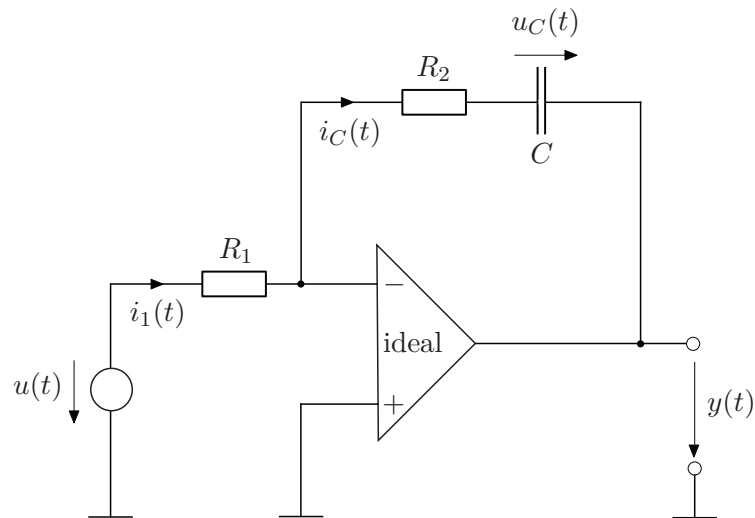 u_C(t)
R_2
i_C(t)
C
R_1
i_1(t)
−
ideal
u(t)
+
y(t)